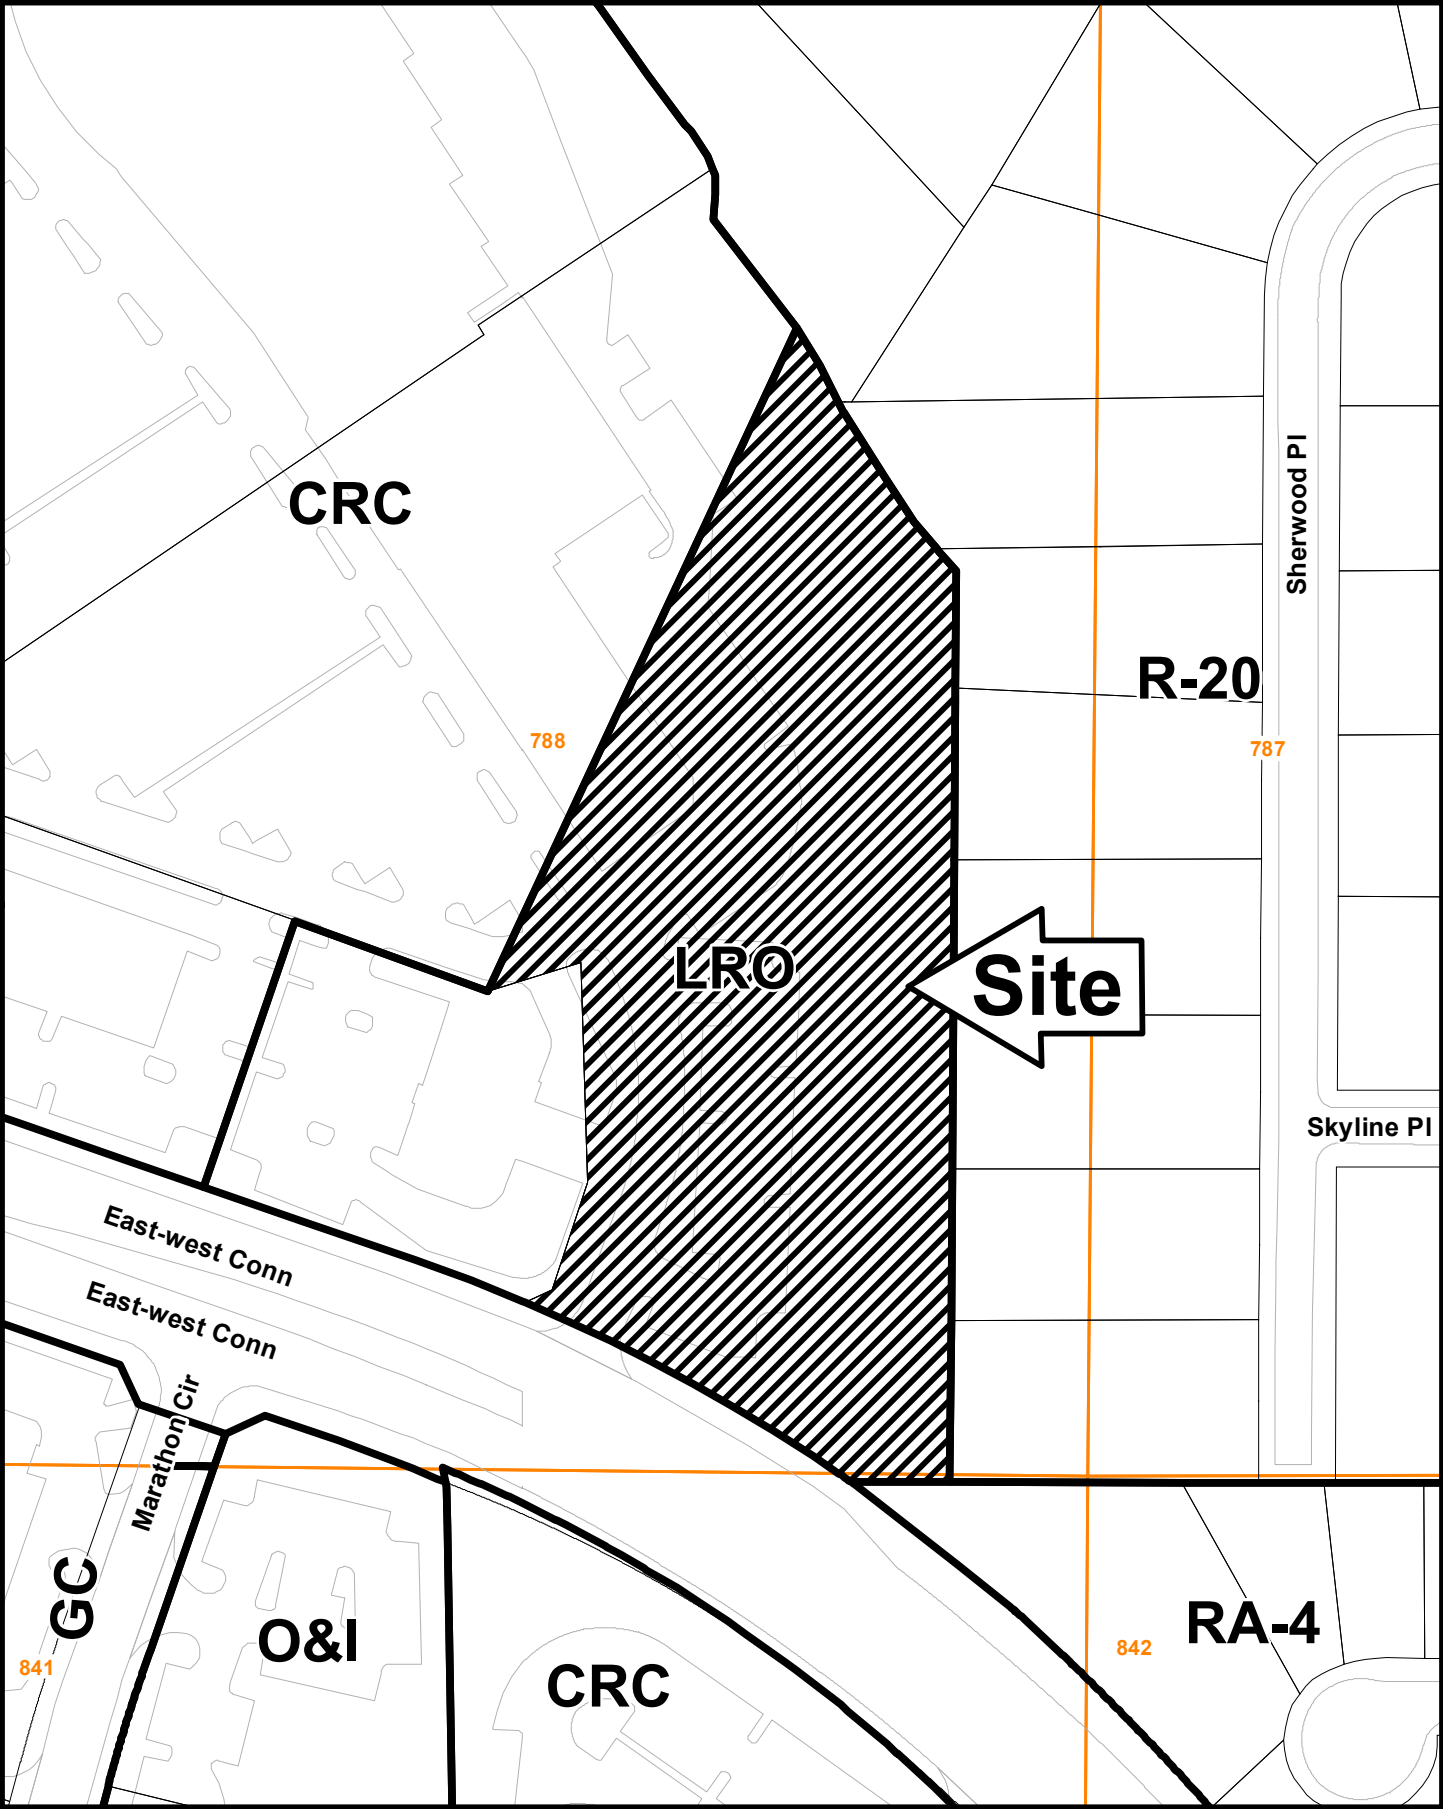 CRC
Sherwood Pl
R-20
788
787
LRO
Site
Skyline Pl
East-west Conn
East-west Conn
Marathon Cir
GC
O&I
CRC
RA-4
841
842